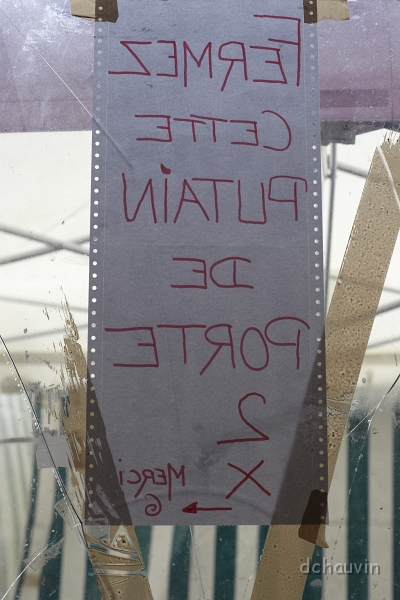 FERMEZ
CETTE
PUTAIN
DE
PORTE
2
X
MERCI
dchauvin